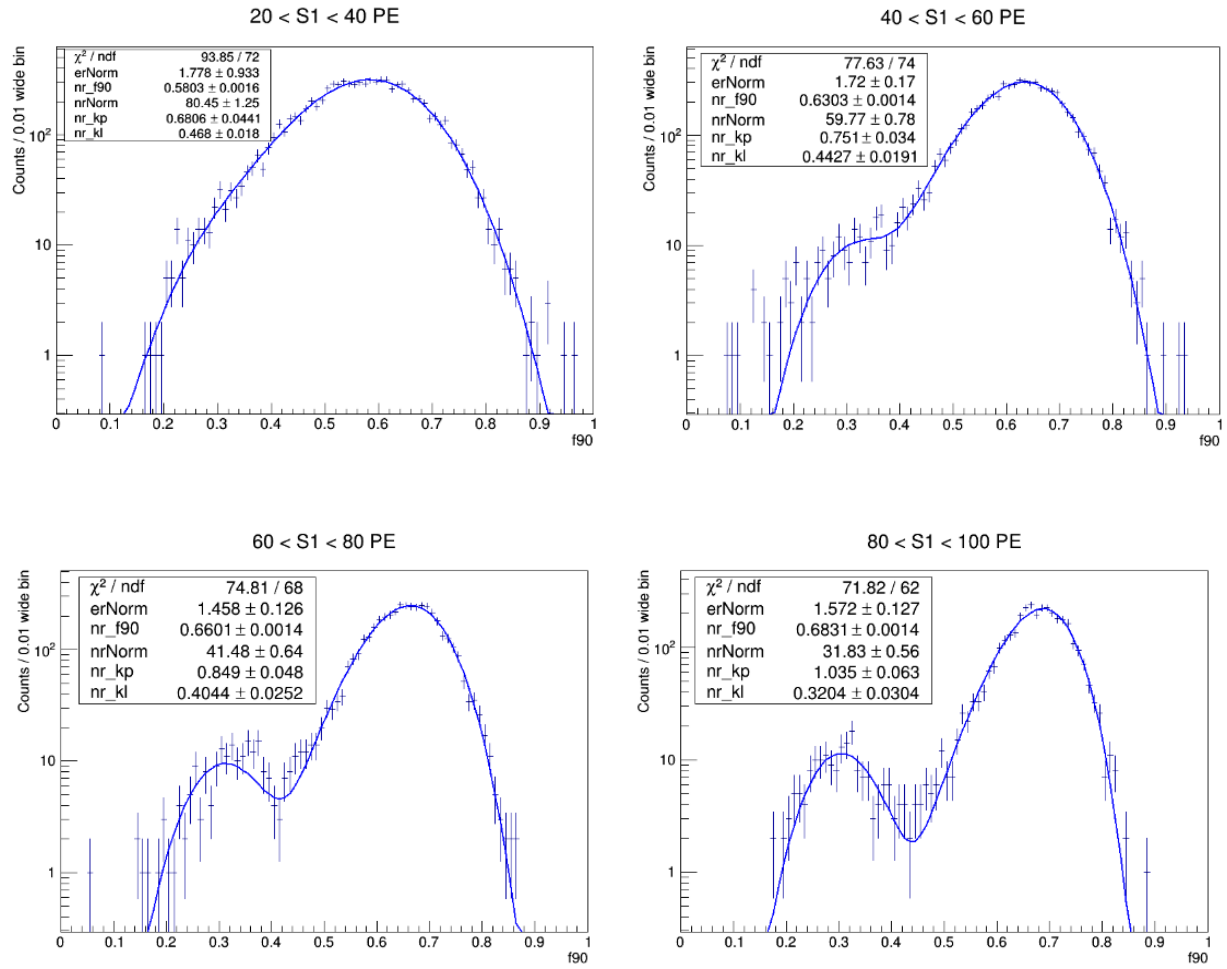 20 < S1 < 40 PE
Counts / 0.01 wide bin
χ² / ndf 93.85 / 72
erNorm 1.778 ± 0.933
nr_f90 0.5803 ± 0.0016
nrNorm 80.45 ± 1.25
nr_kp 0.6806 ± 0.0441
nr_kl 0.468 ± 0.018
10²
10
1
0 0.1 0.2 0.3 0.4 0.5 0.6 0.7 0.8 0.9 1
f90
40 < S1 < 60 PE
Counts / 0.01 wide bin
χ² / ndf 77.63 / 74
erNorm 1.72 ± 0.17
nr_f90 0.6303 ± 0.0014
nrNorm 59.77 ± 0.78
nr_kp 0.751 ± 0.034
nr_kl 0.4427 ± 0.0191
10²
10
1
0 0.1 0.2 0.3 0.4 0.5 0.6 0.7 0.8 0.9 1
f90
60 < S1 < 80 PE
Counts / 0.01 wide bin
χ² / ndf 74.81 / 68
erNorm 1.458 ± 0.126
nr_f90 0.6601 ± 0.0014
nrNorm 41.48 ± 0.64
nr_kp 0.849 ± 0.048
nr_kl 0.4044 ± 0.0252
10²
10
1
0 0.1 0.2 0.3 0.4 0.5 0.6 0.7 0.8 0.9 1
f90
80 < S1 < 100 PE
Counts / 0.01 wide bin
χ² / ndf 71.82 / 62
erNorm 1.572 ± 0.127
nr_f90 0.6831 ± 0.0014
nrNorm 31.83 ± 0.56
nr_kp 1.035 ± 0.063
nr_kl 0.3204 ± 0.0304
10²
10
1
0 0.1 0.2 0.3 0.4 0.5 0.6 0.7 0.8 0.9 1
f90